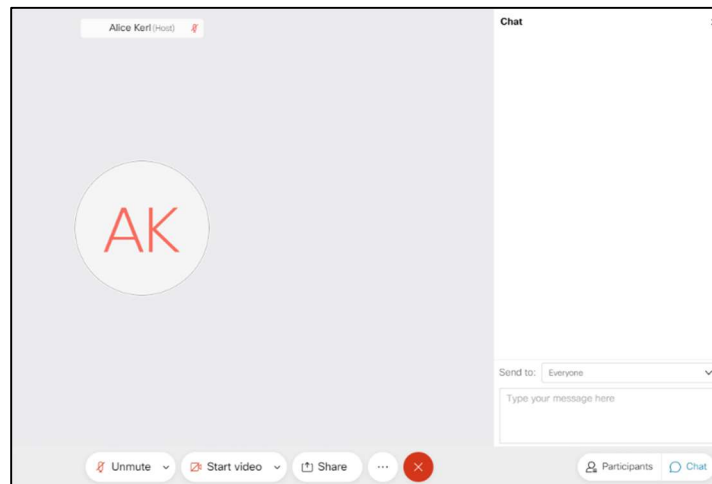 Alice Kerl (Host)
Chat
AK
Send to: Everyone
Type your message here
Unmute
Start video
Share
Participants
Chat